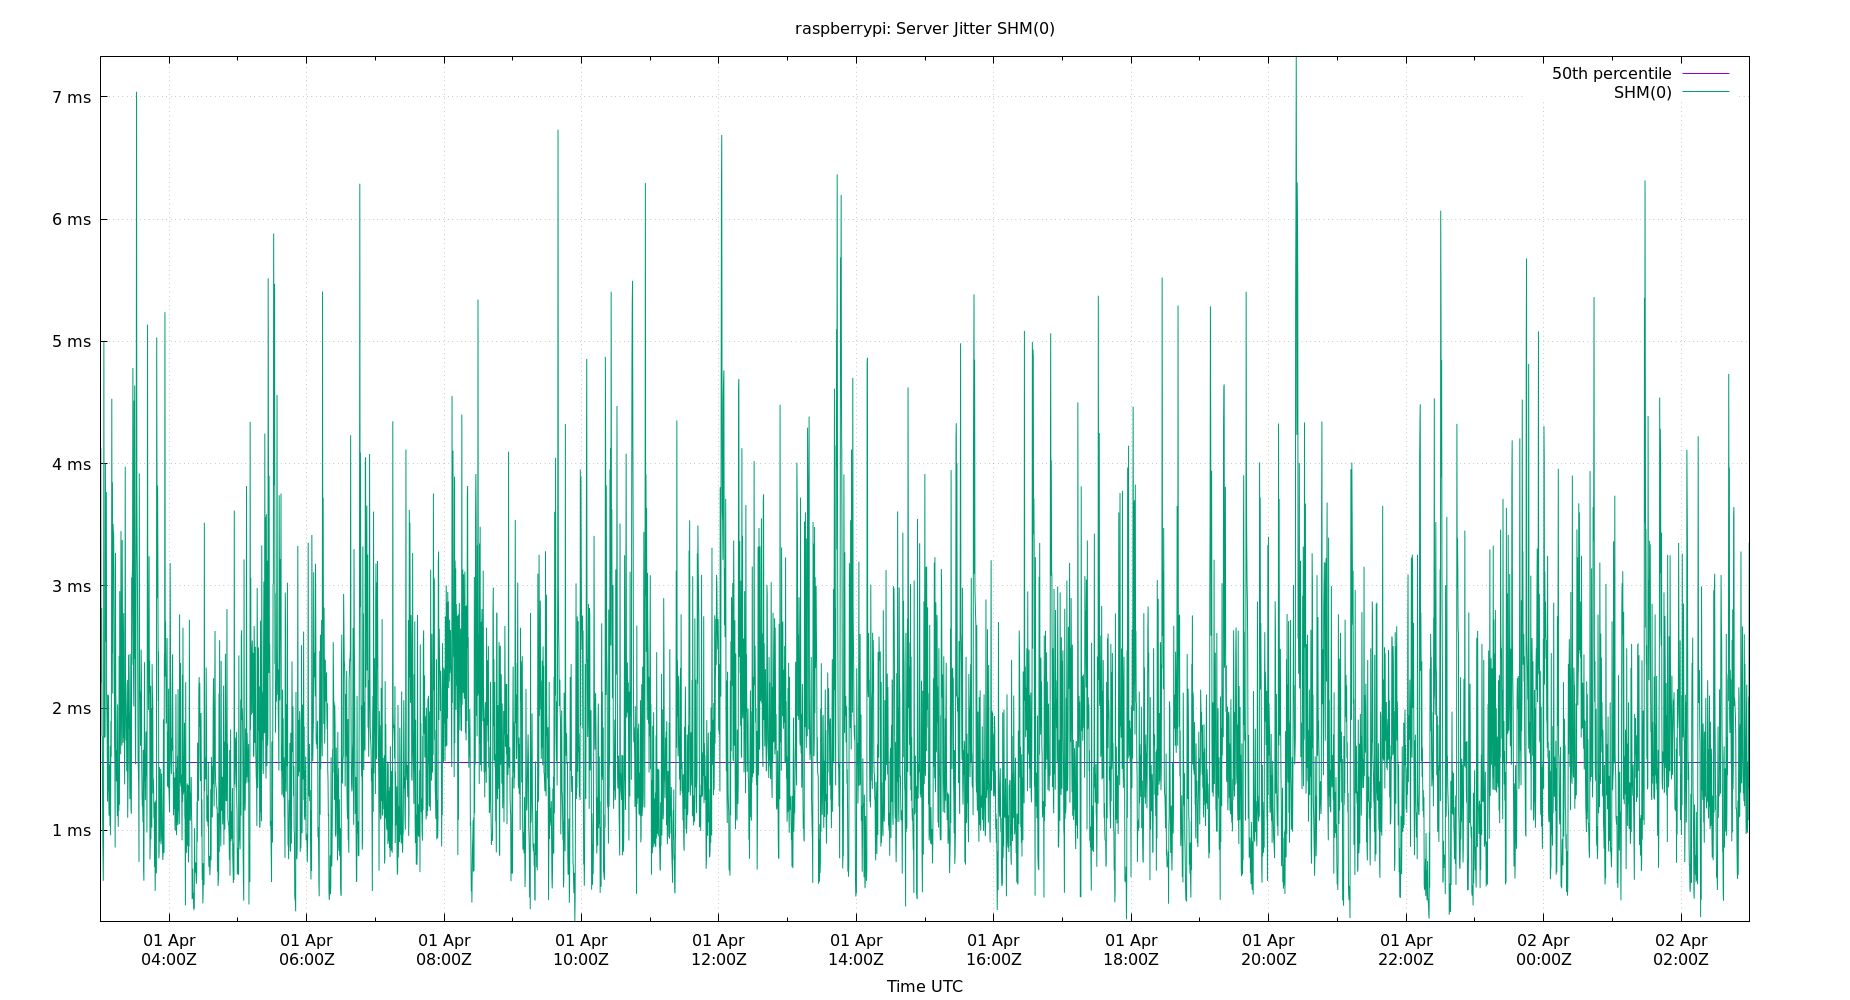 raspberrypi: Server Jitter SHM(0)
50th percentile
SHM(0)
7 ms
6 ms
5 ms
4 ms
3 ms
2 ms
1 ms
01 Apr 01 Apr 01 Apr 01 Apr 01 Apr 01 Apr 01 Apr 01 Apr 01 Apr 01 Apr 02 Apr 02 Apr
04:00Z 06:00Z 08:00Z 10:00Z 12:00Z 14:00Z 16:00Z 18:00Z 20:00Z 22:00Z 00:00Z 02:00Z
Time UTC